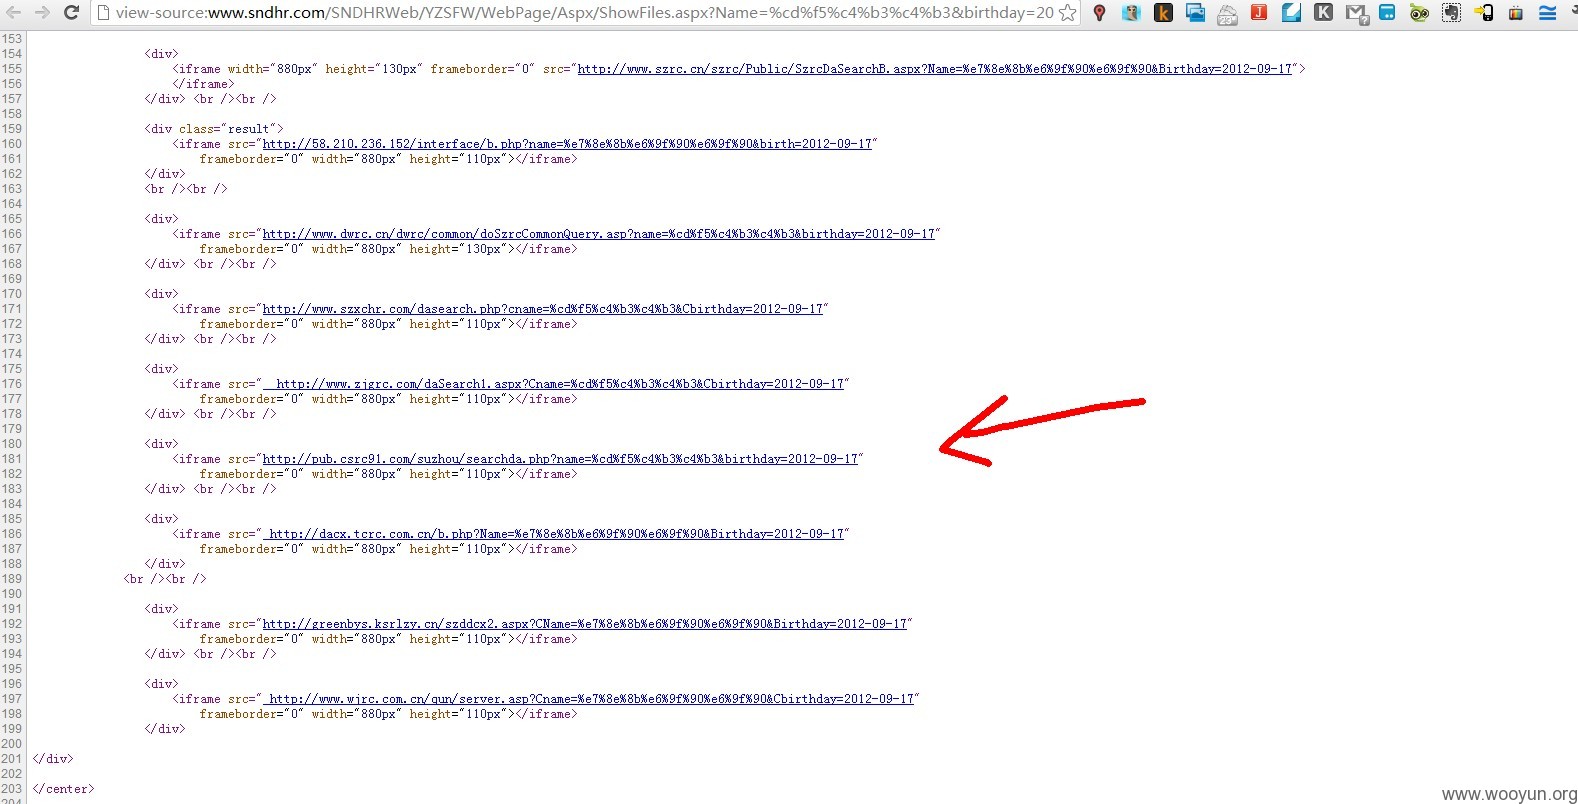 view-source:www.sndhr.com/SNDHRWeb/YZSFW/WebPage/Aspx/ShowFiles.aspx?Name=%cd%f5%c4%b3%c4%b3&birthday=20
153
154 <div>
155 <iframe width="880px" height="130px" frameborder="0" src="http://www.szrc.cn/szrc/Public/SzrcDaSearchB.aspx?Name=%e7%8e%8b%e6%9f%90%e6%9f%90&Birthday=2012-09-17">
156 </iframe>
157 </div> <br /><br />
158
159 <div class="result">
160 <iframe src="http://58.210.236.152/interface/b.php?name=%e7%8e%8b%e6%9f%90%e6%9f%90&birth=2012-09-17"
161 frameborder="0" width="880px" height="110px"></iframe>
162 </div>
163 <br /><br />
164
165 <div>
166 <iframe src="http://www.dwrc.cn/dwrc/common/doSzrcCommonQuery.asp?name=%cd%f5%c4%b3%c4%b3&birthday=2012-09-17"
167 frameborder="0" width="880px" height="130px"></iframe>
168 </div> <br /><br />
169
170 <div>
171 <iframe src="http://www.szxchr.com/dasearch.php?cname=%cd%f5%c4%b3%c4%b3&Cbirthday=2012-09-17"
172 frameborder="0" width="880px" height="110px"></iframe>
173 </div> <br /><br />
174
175 <div>
176 <iframe src="  http://www.zjgrc.com/daSearch1.aspx?Cname=%cd%f5%c4%b3%c4%b3&Cbirthday=2012-09-17"
177 frameborder="0" width="880px" height="110px"></iframe>
178 </div> <br /><br />
179
180 <div>
181 <iframe src="http://pub.csrc91.com/suzhou/searchda.php?name=%cd%f5%c4%b3%c4%b3&birthday=2012-09-17"
182 frameborder="0" width="880px" height="110px"></iframe>
183 </div> <br /><br />
184
185 <div>
186 <iframe src=" http://dacx.tcrc.com.cn/b.php?Name=%e7%8e%8b%e6%9f%90%e6%9f%90&Birthday=2012-09-17"
187 frameborder="0" width="880px" height="110px"></iframe>
188 </div>
189 <br /><br />
190
191 <div>
192 <iframe src="http://greenbys.ksrlzy.cn/szddcx2.aspx?CName=%e7%8e%8b%e6%9f%90%e6%9f%90&Birthday=2012-09-17"
193 frameborder="0" width="880px" height="110px"></iframe>
194 </div> <br /><br />
195
196 <div>
197 <iframe src=" http://www.wjrc.com.cn/qun/server.asp?Cname=%e7%8e%8b%e6%9f%90%e6%9f%90&Cbirthday=2012-09-17"
198 frameborder="0" width="880px" height="110px"></iframe>
199 </div>
200
201 </div>
202
203 </center>
www.wooyun.org